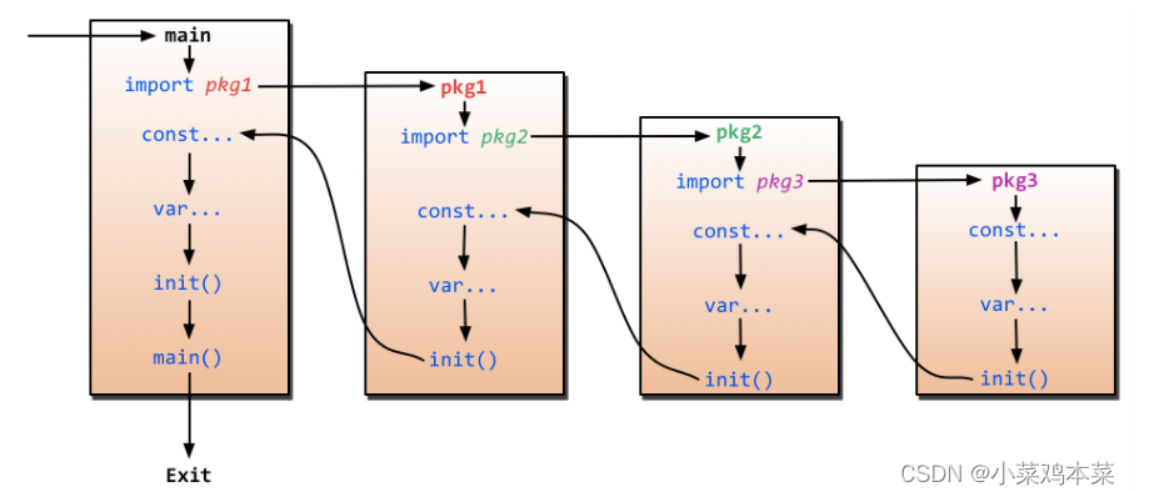 main
import pkg1
const...
var...
init()
main()
Exit
pkg1
import pkg2
const...
var...
init()
pkg2
import pkg3
const...
var...
init()
pkg3
const...
var...
init()
CSDN @小菜鸡本菜